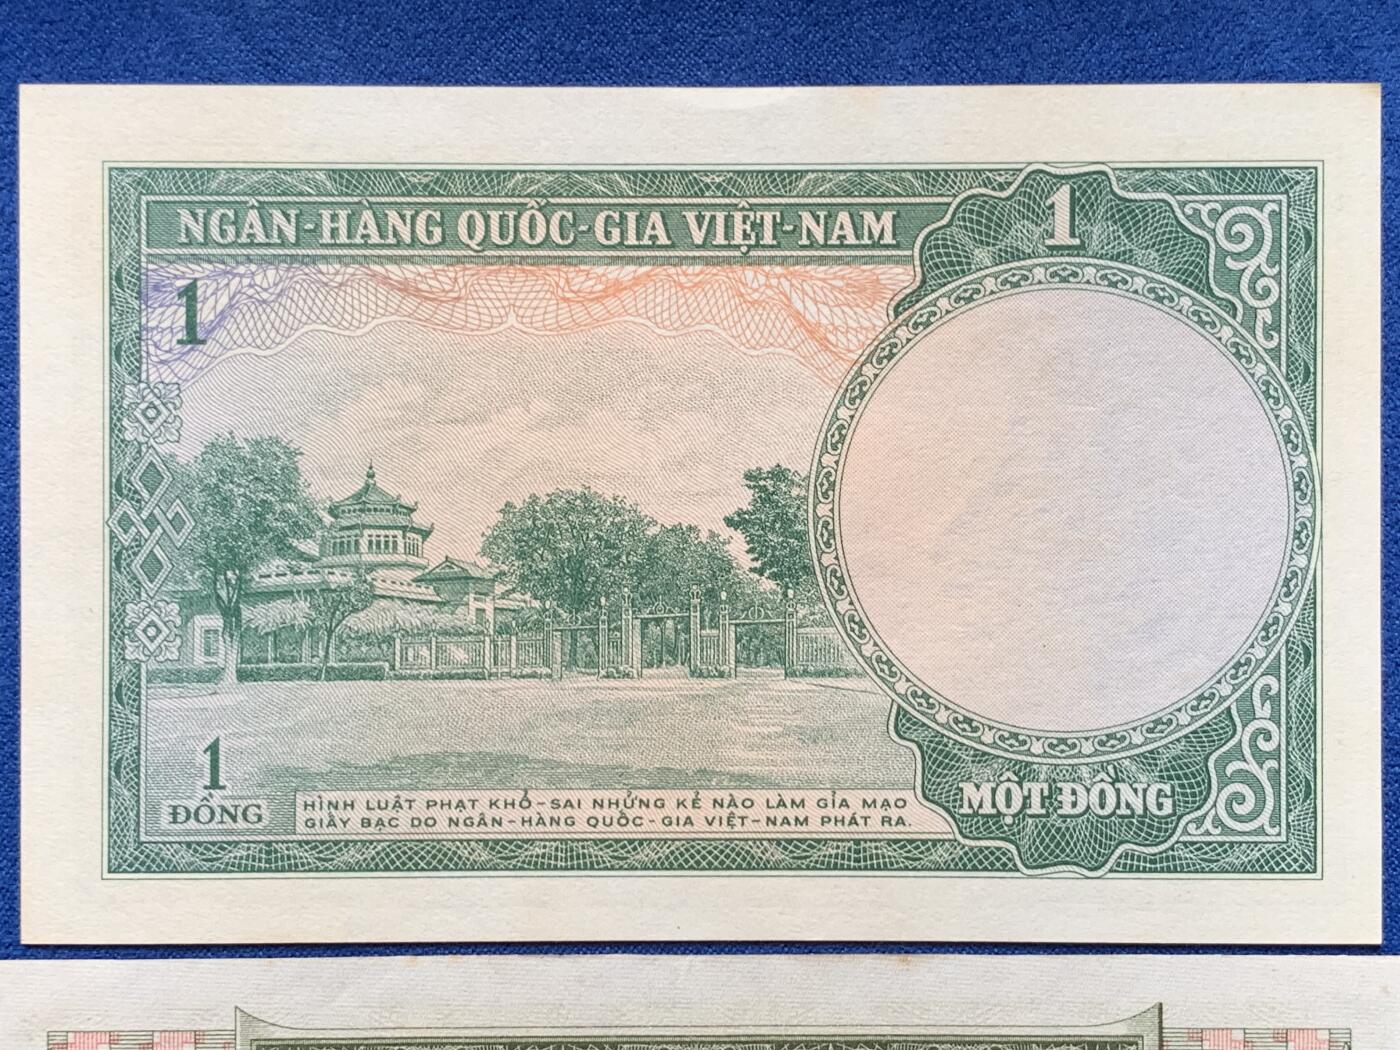 1
NGÂN-HÀNG QUỐC-GIA VIỆT-NAM
1
1
ĐỒNG
HÌNH LUẬT PHẠT KHỔ-SAI NHỮNG KẺ NÀO LÀM GỈA MẠO
GIẤY BẠC DO NGÂN-HÀNG QUỐC-GIA VIỆT-NAM PHÁT RA.
MỘT ĐỒNG